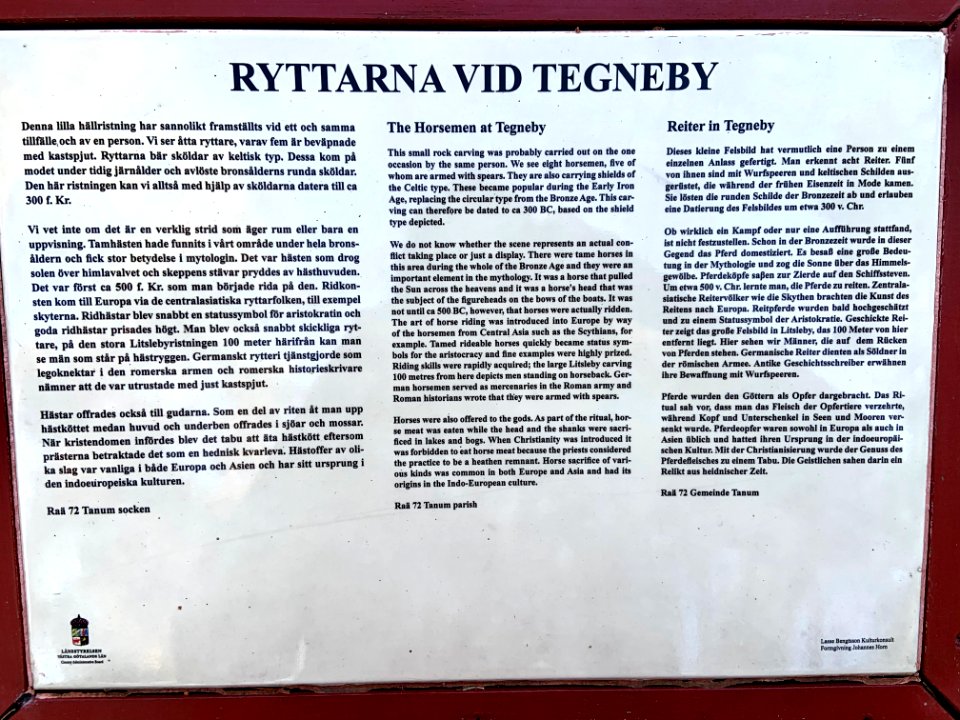 RYTTARNA VID TEGNEBY
Denna lilla hällristning har sannolikt framställts vid ett och samma
tillfälle och av en person. Vi ser åtta ryttare, varav fem är beväpnade
med kastspjut. Ryttarna bär sköldar av keltisk typ. Dessa kom på
modet under tidig järnålder och avlöste bronsålderns runda sköldar.
Den här ristningen kan vi alltså med hjälp av sköldarna datera till ca
300 f. Kr.
Vi vet inte om det är en verklig strid som äger rum eller bara en
uppvisning. Tamhästen hade funnits i vårt område under hela brons-
åldern och fick stor betydelse i mytologin. Det var hästen som drog
solen över himlavalvet och skeppens stävar pryddes av hästhuvuden.
Det var först ca 500 f. Kr. som man började rida på den. Ridkon-
sten kom till Europa via de centralasiatiska ryttarfolken, till exempel
skyterna. Ridhästar blev snabbt en statussymbol för aristokratin och
goda ridhästar prisades högt. Man blev också snabbt skickliga ryt-
tare, på den stora Litslebyristningen 100 meter härifrån kan man
se män som står på hästryggen. Germanskt rytteri tjänstgjorde som
legoknektar i den romerska armen och romerska historieskrivare
nämner att de var utrustade med just kastspjut.
Hästar offrades också till gudarna. Som en del av riten åt man upp
hästköttet medan huvud och underben offrades i sjöar och mossar.
När kristendomen infördes blev det tabu att äta hästkött eftersom
prästerna betraktade det som en hednisk kvarleva. Hästoffer av oli-
ka slag var vanliga i både Europa och Asien och har sitt ursprung i
den indoeuropeiska kulturen.
Raä 72 Tanum socken
The Horsemen at Tegneby
This small rock carving was probably carried out on the one
occasion by the same person. We see eight horsemen, five of
whom are armed with spears. They are also carrying shields of
the Celtic type. These became popular during the Early Iron
Age, replacing the circular type from the Bronze Age. This car-
ving can therefore be dated to ca 300 BC, based on the shield
type depicted.
We do not know whether the scene represents an actual con-
flict taking place or just a display. There were tame horses in
this area during the whole of the Bronze Age and they were an
important element in the mythology. It was a horse that pulled
the Sun across the heavens and it was a horse's head that was
the subject of the figureheads on the bows of the boats. It was
not until ca 500 BC, however, that horses were actually ridden.
The art of horse riding was introduced into Europe by way
of the horsemen from Central Asia such as the Scythians, for
example. Tamed rideable horses quickly became status sym-
bols for the aristocracy and fine examples were highly prized.
Riding skills were rapidly acquired; the large Litsleby carving
100 metres from here depicts men standing on horseback. Ger-
man horsemen served as mercenaries in the Roman army and
Roman historians wrote that they were armed with spears.
Horses were also offered to the gods. As part of the ritual, hor-
se meat was eaten while the head and the shanks were sacri-
ficed in lakes and bogs. When Christianity was introduced it
was forbidden to eat horse meat because the priests considered
the practice to be a heathen remnant. Horse sacrifice of vari-
ous kinds was common in both Europe and Asia and had its
origins in the Indo-European culture.
Raä 72 Tanum parish
Reiter in Tegneby
Dieses kleine Felsbild hat vermutlich eine Person zu einem
einzelnen Anlass gefertigt. Man erkennt acht Reiter. Fünf
von ihnen sind mit Wurfspeeren und keltischen Schilden aus-
gerüstet, die während der frühen Eisenzeit in Mode kamen.
Sie lösten die runden Schilde der Bronzezeit ab und erlauben
eine Datierung des Felsbildes um etwa 300 v. Chr.
Ob wirklich ein Kampf oder nur eine Aufführung stattfand,
ist nicht festzustellen. Schon in der Bronzezeit wurde in dieser
Gegend das Pferd domestiziert. Es besaß eine große Bedeu-
tung in der Mythologie und zog die Sonne über das Himmels-
gewölbe. Pferdeköpfe saßen zur Zierde auf den Schiffssteven.
Um etwa 500 v. Chr. lernte man, die Pferde zu reiten. Zentrala-
siatische Reitervölker wie die Skythen brachten die Kunst des
Reitens nach Europa. Reitpferde wurden bald hochgeschätzt
und zu einem Statussymbol der Aristokratie. Geschickte Rei-
ter zeigt das große Felsbild in Litsleby, das 100 Meter von hier
entfernt liegt. Hier sehen wir Männer, die auf dem Rücken
von Pferden stehen. Germanische Reiter dienten als Söldner in
der römischen Armee. Antike Geschichtsschreiber erwähnen
ihre Bewaffnung mit Wurfspeeren.
Pferde wurden den Göttern als Opfer dargebracht. Das Ri-
tual sah vor, dass man das Fleisch der Opfertiere verzehrte,
während Kopf und Unterschenkel in Seen und Mooren ver-
senkt wurde. Pferdeopfer waren sowohl in Europa als auch in
Asien üblich und hatten ihren Ursprung in der indoeuropäi-
schen Kultur. Mit der Christianisierung wurde der Genuss des
Pferdefleisches zu einem Tabu. Die Geistlichen sahen darin ein
Relikt aus heidnischer Zeit.
Raä 72 Gemeinde Tanum
LÄNSSTYRELSEN
VÄSTRA GÖTALANDS LÄN
County Administrative Board
Lasse Bengtsson Kulturkonsult
Formgivning Johannes Horn